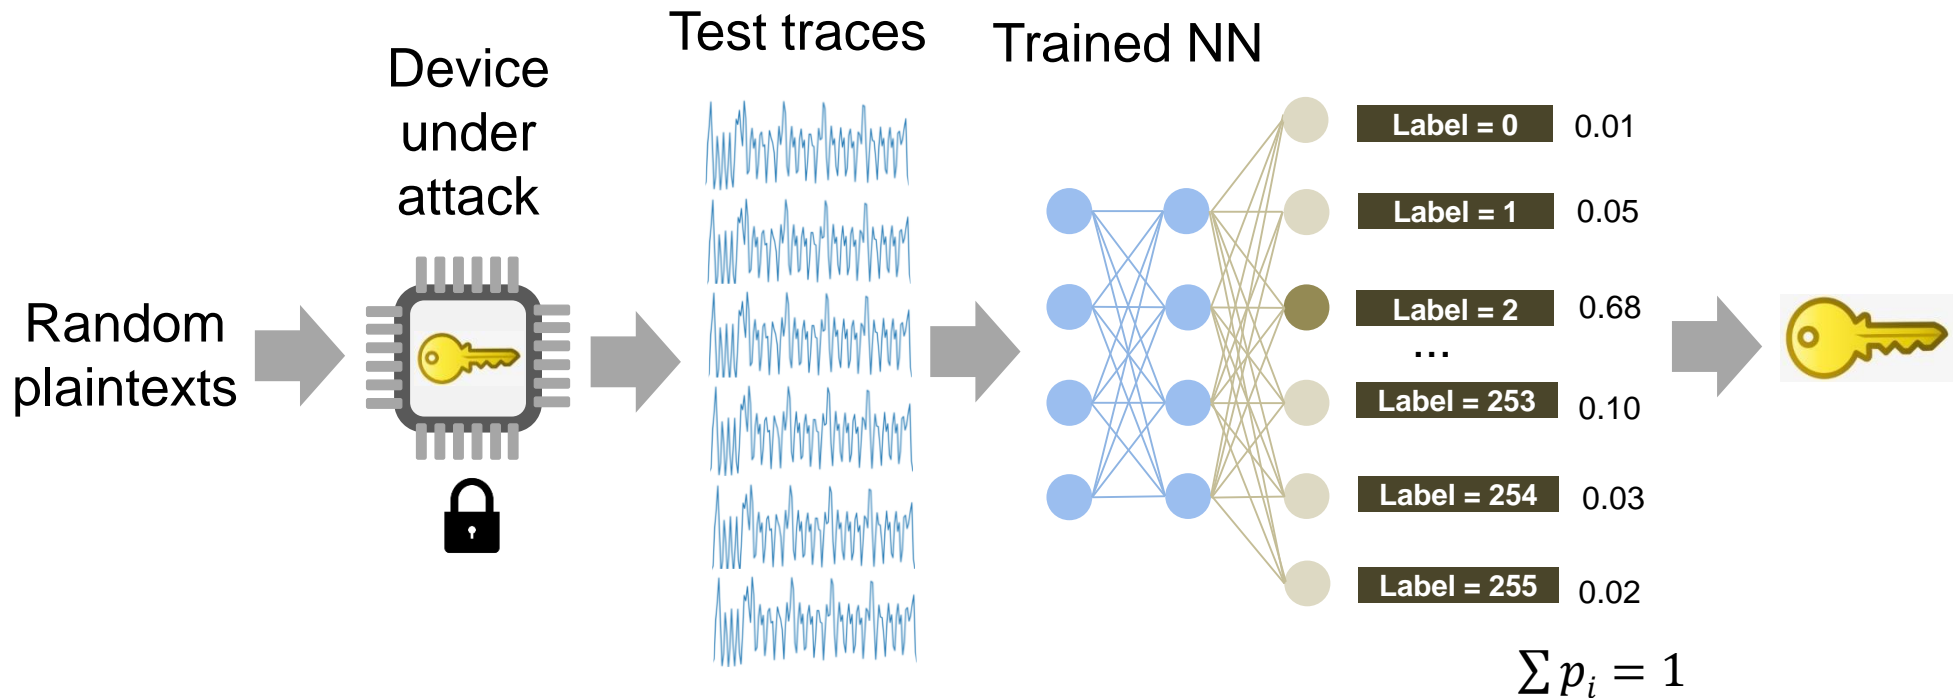 Random
plaintexts
Device
under
attack
Test traces
Trained NN
Label = 0 0.01
Label = 1 0.05
Label = 2 0.68
...
Label = 253 0.10
Label = 254 0.03
Label = 255 0.02
∑ pᵢ = 1